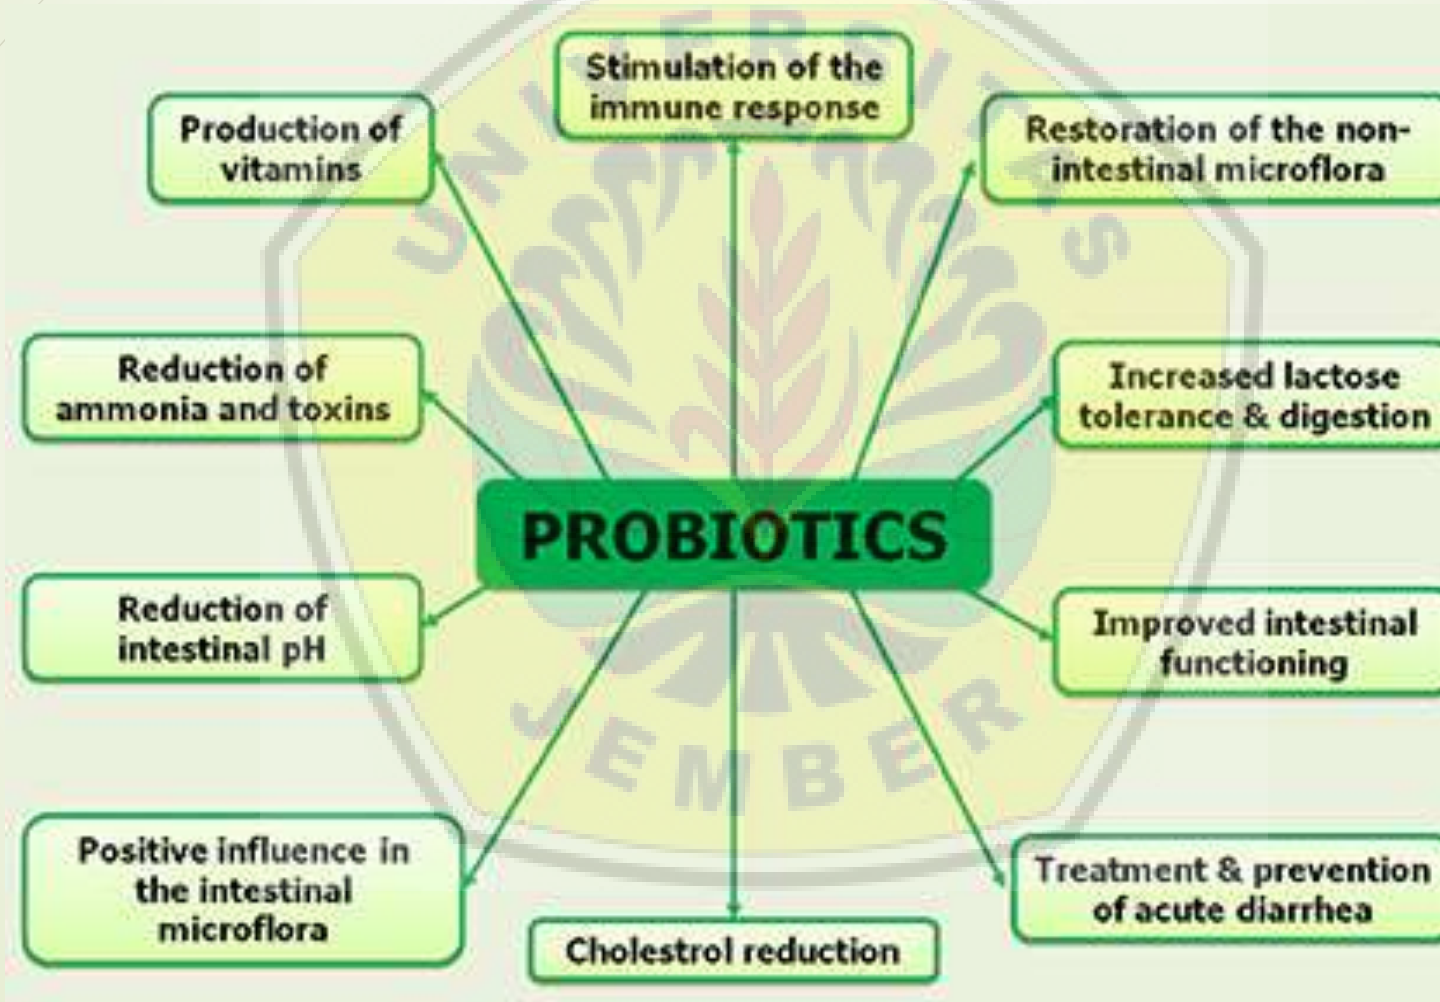 UNIVERSITAS
Stimulation of the
immune response
Production of
vitamins
Restoration of the non-
intestinal microflora
Reduction of
ammonia and toxins
Increased lactose
tolerance & digestion
PROBIOTICS
Reduction of
intestinal pH
Improved intestinal
functioning
JEMBER
Positive influence in
the intestinal
microflora
Treatment & prevention
of acute diarrhea
Cholestrol reduction